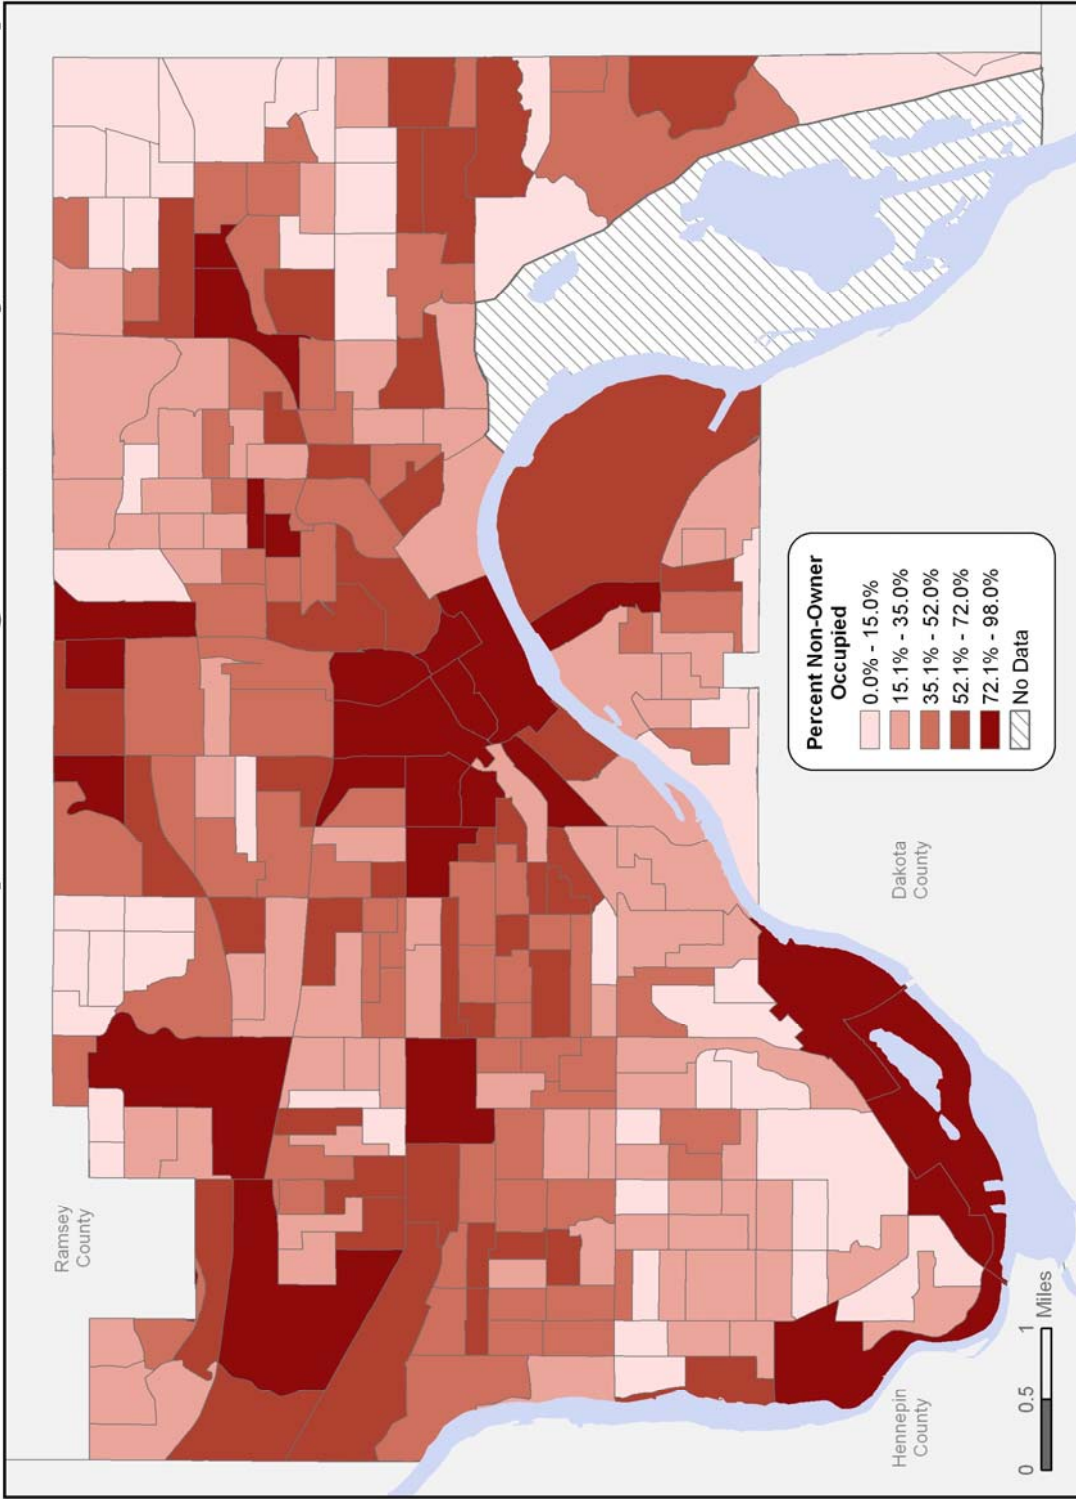 Ramsey
County
Percent Non-Owner
Occupied
0.0% - 15.0%
15.1% - 35.0%
35.1% - 52.0%
52.1% - 72.0%
72.1% - 98.0%
No Data
Dakota
County
Hennepin
County
0 0.5 1
Miles